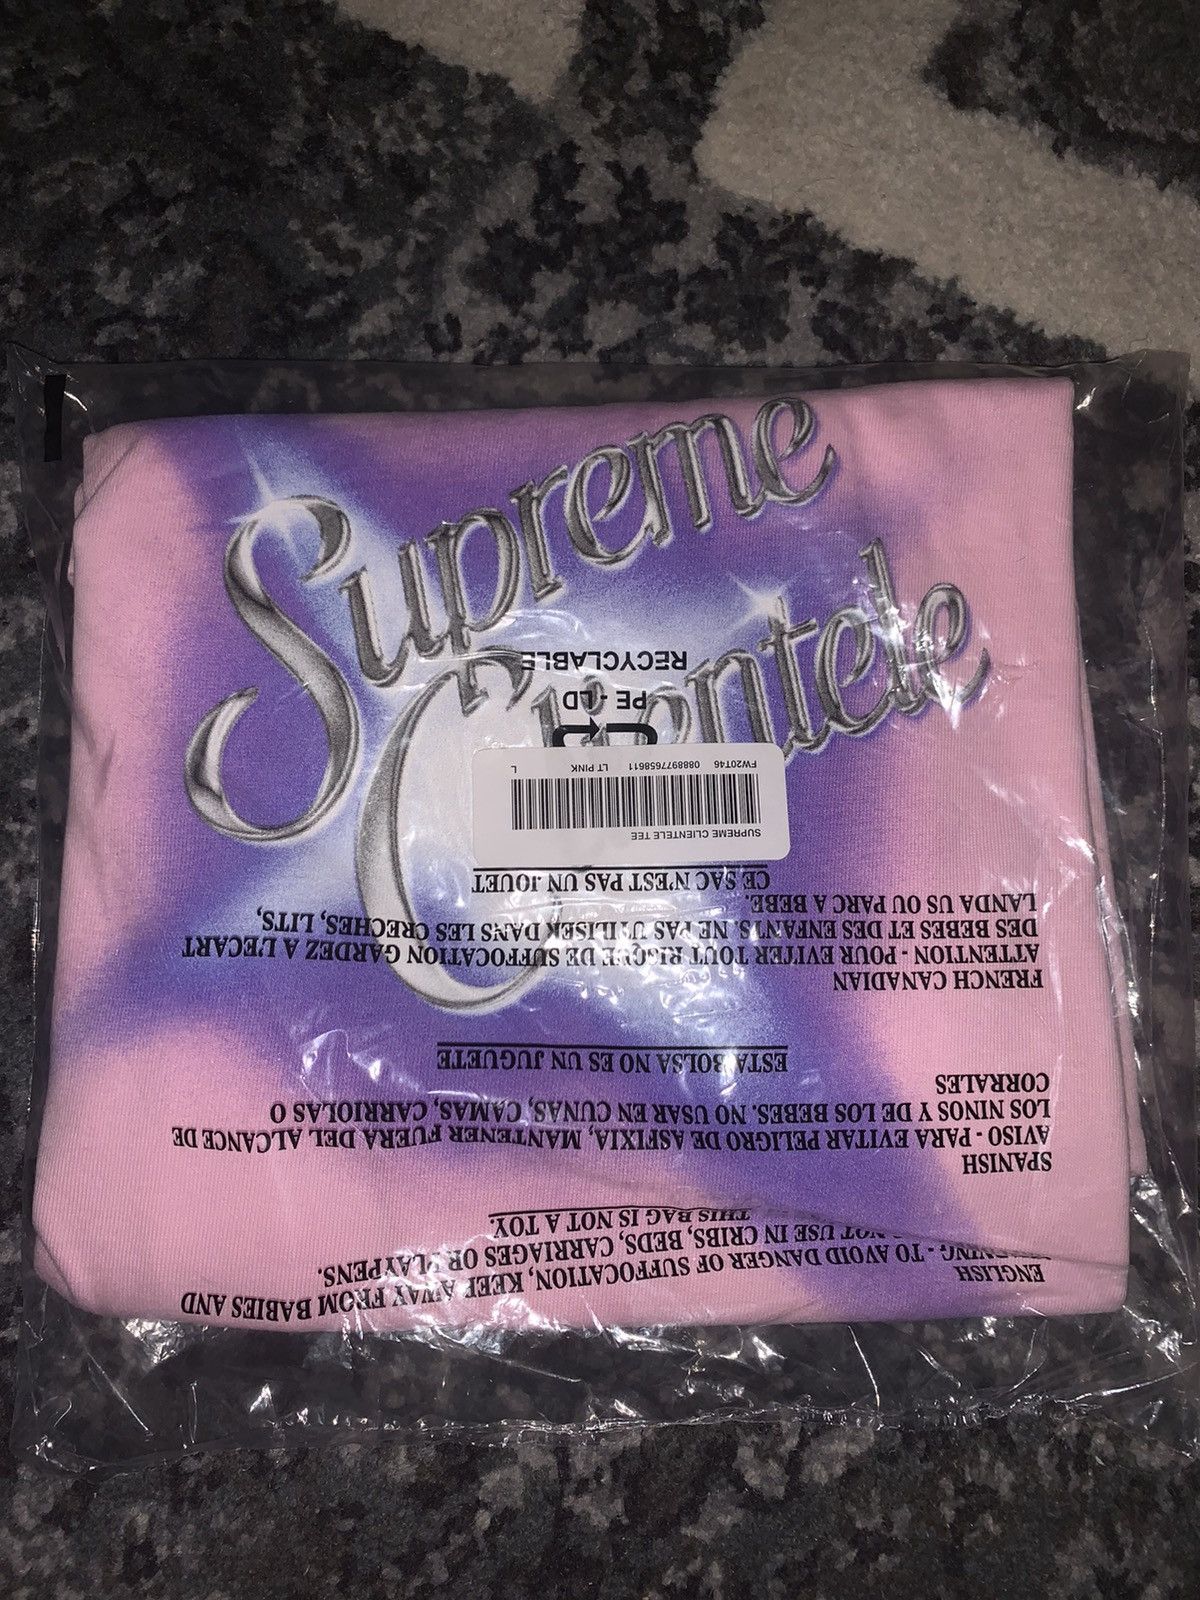 Supreme
Clientele
ENGLISH
WARNING - TO AVOID DANGER OF SUFFOCATION, KEEP AWAY FROM BABIES AND
NOT USE IN CRIBS, BEDS, CARRIAGES OR PLAYPENS.
THIS BAG IS NOT A TOY.
SPANISH
AVISO - PARA EVITAR PELIGRO DE ASFIXIA, MANTENER FUERA DEL ALCANCE DE
LOS NINOS Y DE LOS BEBES. NO USAR EN CUNAS, CAMAS, CARRIOLAS O
CORRALES
ESTA BOLSA NO ES UN JUGUETE
FRENCH CANADIAN
ATTENTION - POUR EVITER TOUT RISQUE DE SUFFOCATION GARDEZ A L'ECART
DES BEBES ET DES ENFANTS. NE PAS UTILISER DANS LES CRECHES, LITS,
LANDA US OU PARC A BEBE.
CE SAC N'EST PAS UN JOUET
SUPREME CLIENTELE TEE
FW20T46 0888977658611 LT PINK L
PE - LD
RECYCLABLE